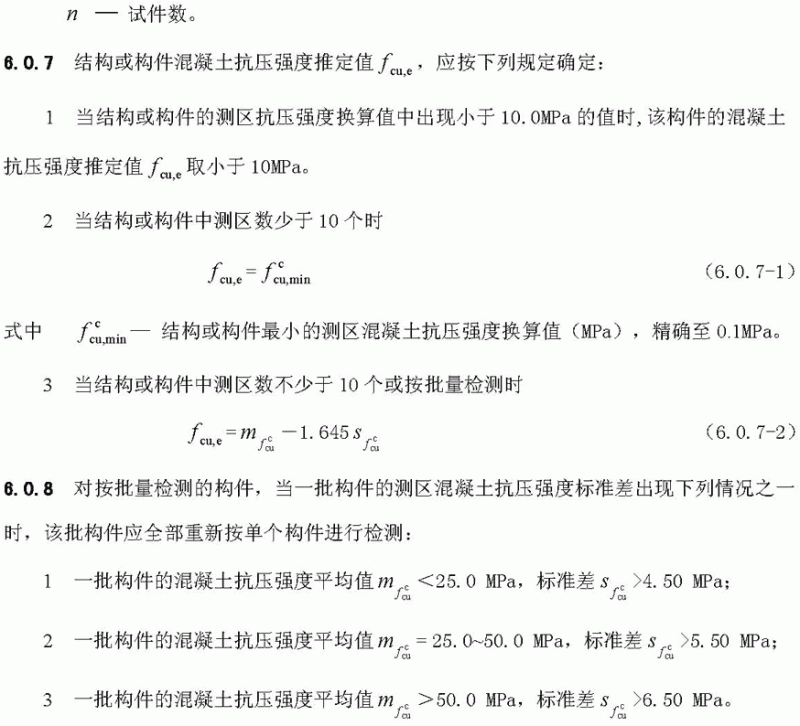 n — 试件数。
6.0.7 结构或构件混凝土抗压强度推定值 f_{cu,e}，应按下列规定确定：
1 当结构或构件的测区抗压强度换算值中出现小于 10.0MPa 的值时,该构件的混凝土
抗压强度推定值 f_{cu,e} 取小于 10MPa。
2 当结构或构件中测区数少于 10 个时
f_{cu,e} = f^{c}_{cu,min} （6.0.7-1）
式中 f^{c}_{cu,min} — 结构或构件最小的测区混凝土抗压强度换算值（MPa），精确至 0.1MPa。
3 当结构或构件中测区数不少于 10 个或按批量检测时
f_{cu,e} = m_{f^{c}_{cu}} －1.645 s_{f^{c}_{cu}} （6.0.7-2）
6.0.8 对按批量检测的构件，当一批构件的测区混凝土抗压强度标准差出现下列情况之一
时，该批构件应全部重新按单个构件进行检测：
1 一批构件的混凝土抗压强度平均值 m_{f^{c}_{cu}} ＜25.0 MPa，标准差 s_{f^{c}_{cu}} >4.50 MPa；
2 一批构件的混凝土抗压强度平均值 m_{f^{c}_{cu}} = 25.0~50.0 MPa，标准差 s_{f^{c}_{cu}} >5.50 MPa；
3 一批构件的混凝土抗压强度平均值 m_{f^{c}_{cu}} ＞50.0 MPa，标准差 s_{f^{c}_{cu}} >6.50 MPa。